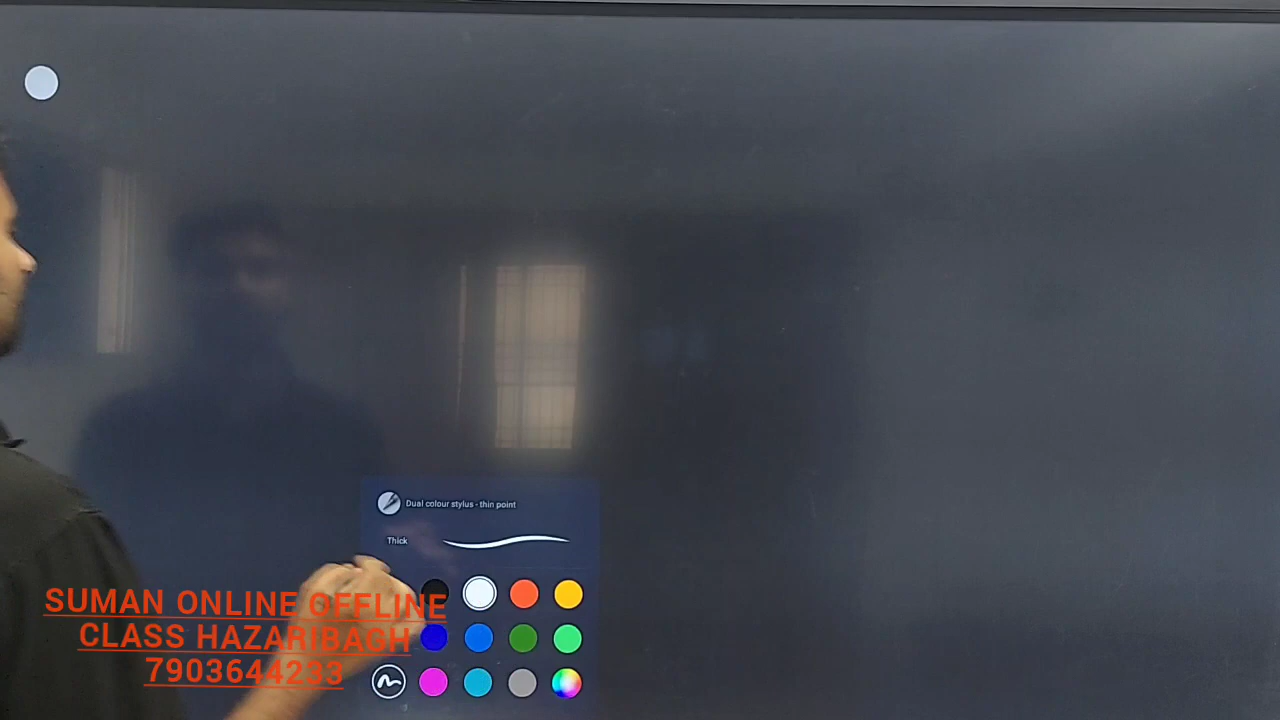 Dual colour stylus - thin point
Thick
SUMAN ONLINE OFFLINE
CLASS HAZARIBAGH
7903644233